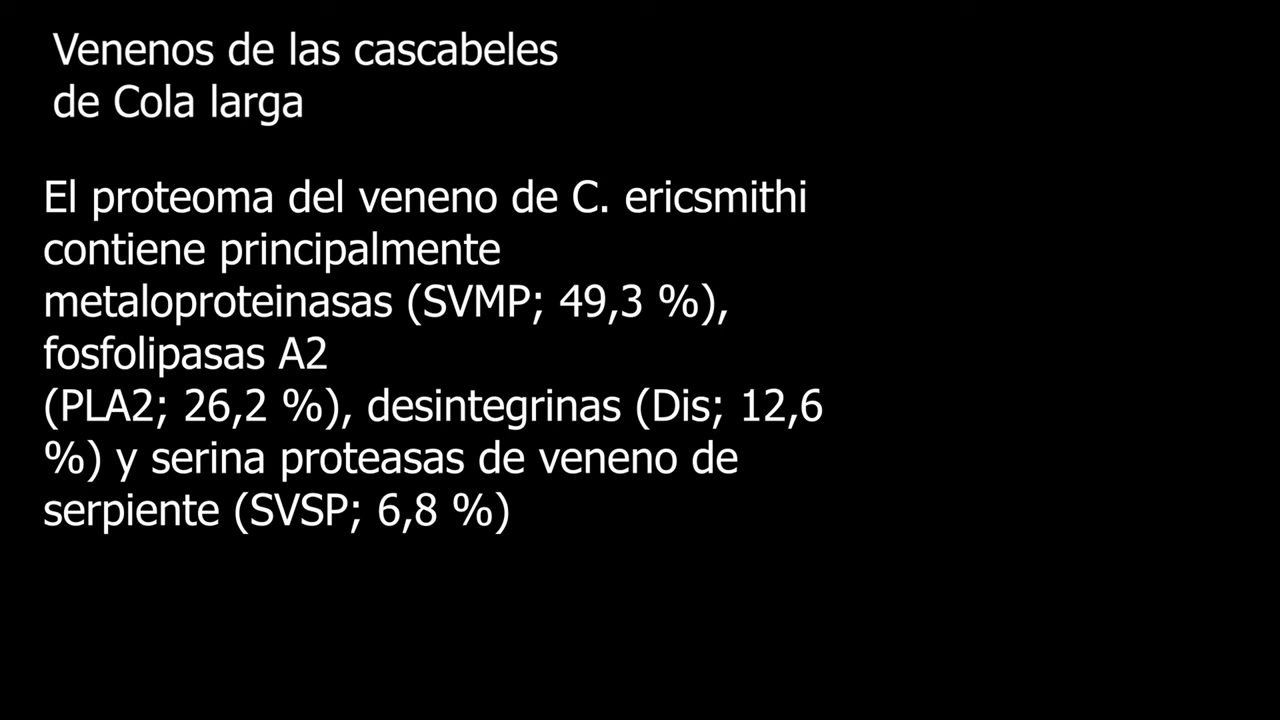 Venenos de las cascabeles
de Cola larga
El proteoma del veneno de C. ericsmithi
contiene principalmente
metaloproteinasas (SVMP; 49,3 %),
fosfolipasas A2
(PLA2; 26,2 %), desintegrinas (Dis; 12,6
%) y serina proteasas de veneno de
serpiente (SVSP; 6,8 %)